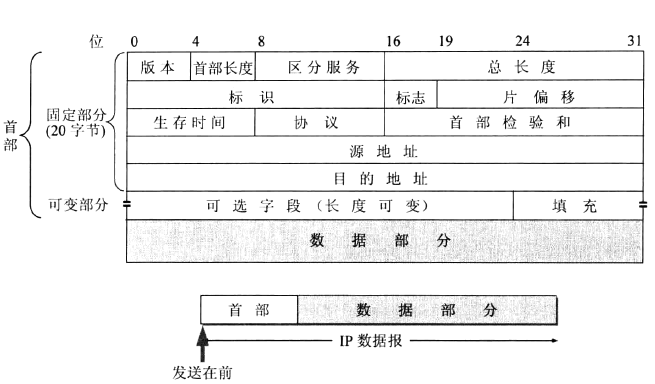 位 0 4 8 16 19 24 31
版本 首部长度 区分服务 总长度
标识 标志 片偏移
首部 固定部分 (20字节)
生存时间 协议 首部检验和
源地址
目的地址
可变部分 可选字段(长度可变) 填充
数据部分
首部 数据部分
IP数据报
发送在前